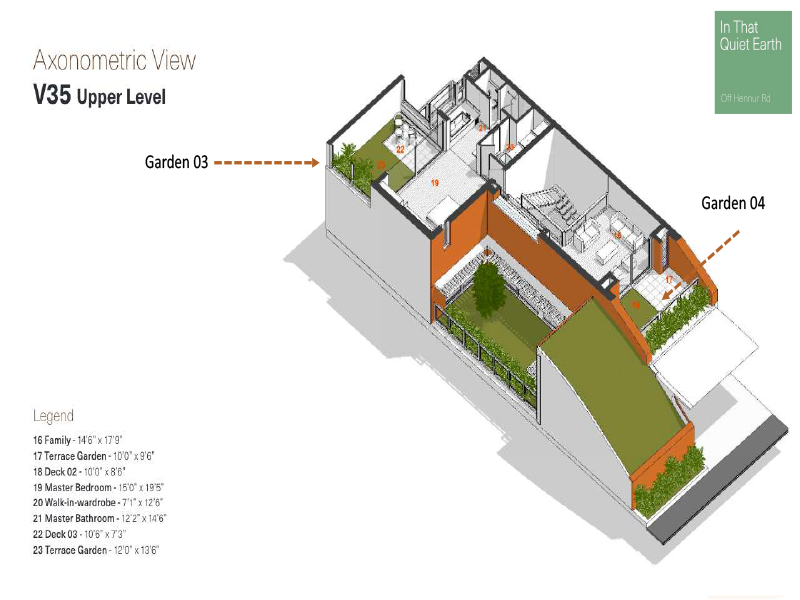 In That
Quiet Earth
Off Hennur Rd
Axonometric View
V35 Upper Level
Garden 03
Garden 04
21
22
23
19
20
16
17
18
Legend
16 Family - 14'6" x 17'9"
17 Terrace Garden - 10'0" x 9'6"
18 Deck 02 - 10'0" x 8'6"
19 Master Bedroom - 15'0" x 19'5"
20 Walk-in-wardrobe - 7'1" x 12'6"
21 Master Bathroom - 12'2" x 14'6"
22 Deck 03 - 10'6" x 7'3"
23 Terrace Garden - 12'0" x 13'6"